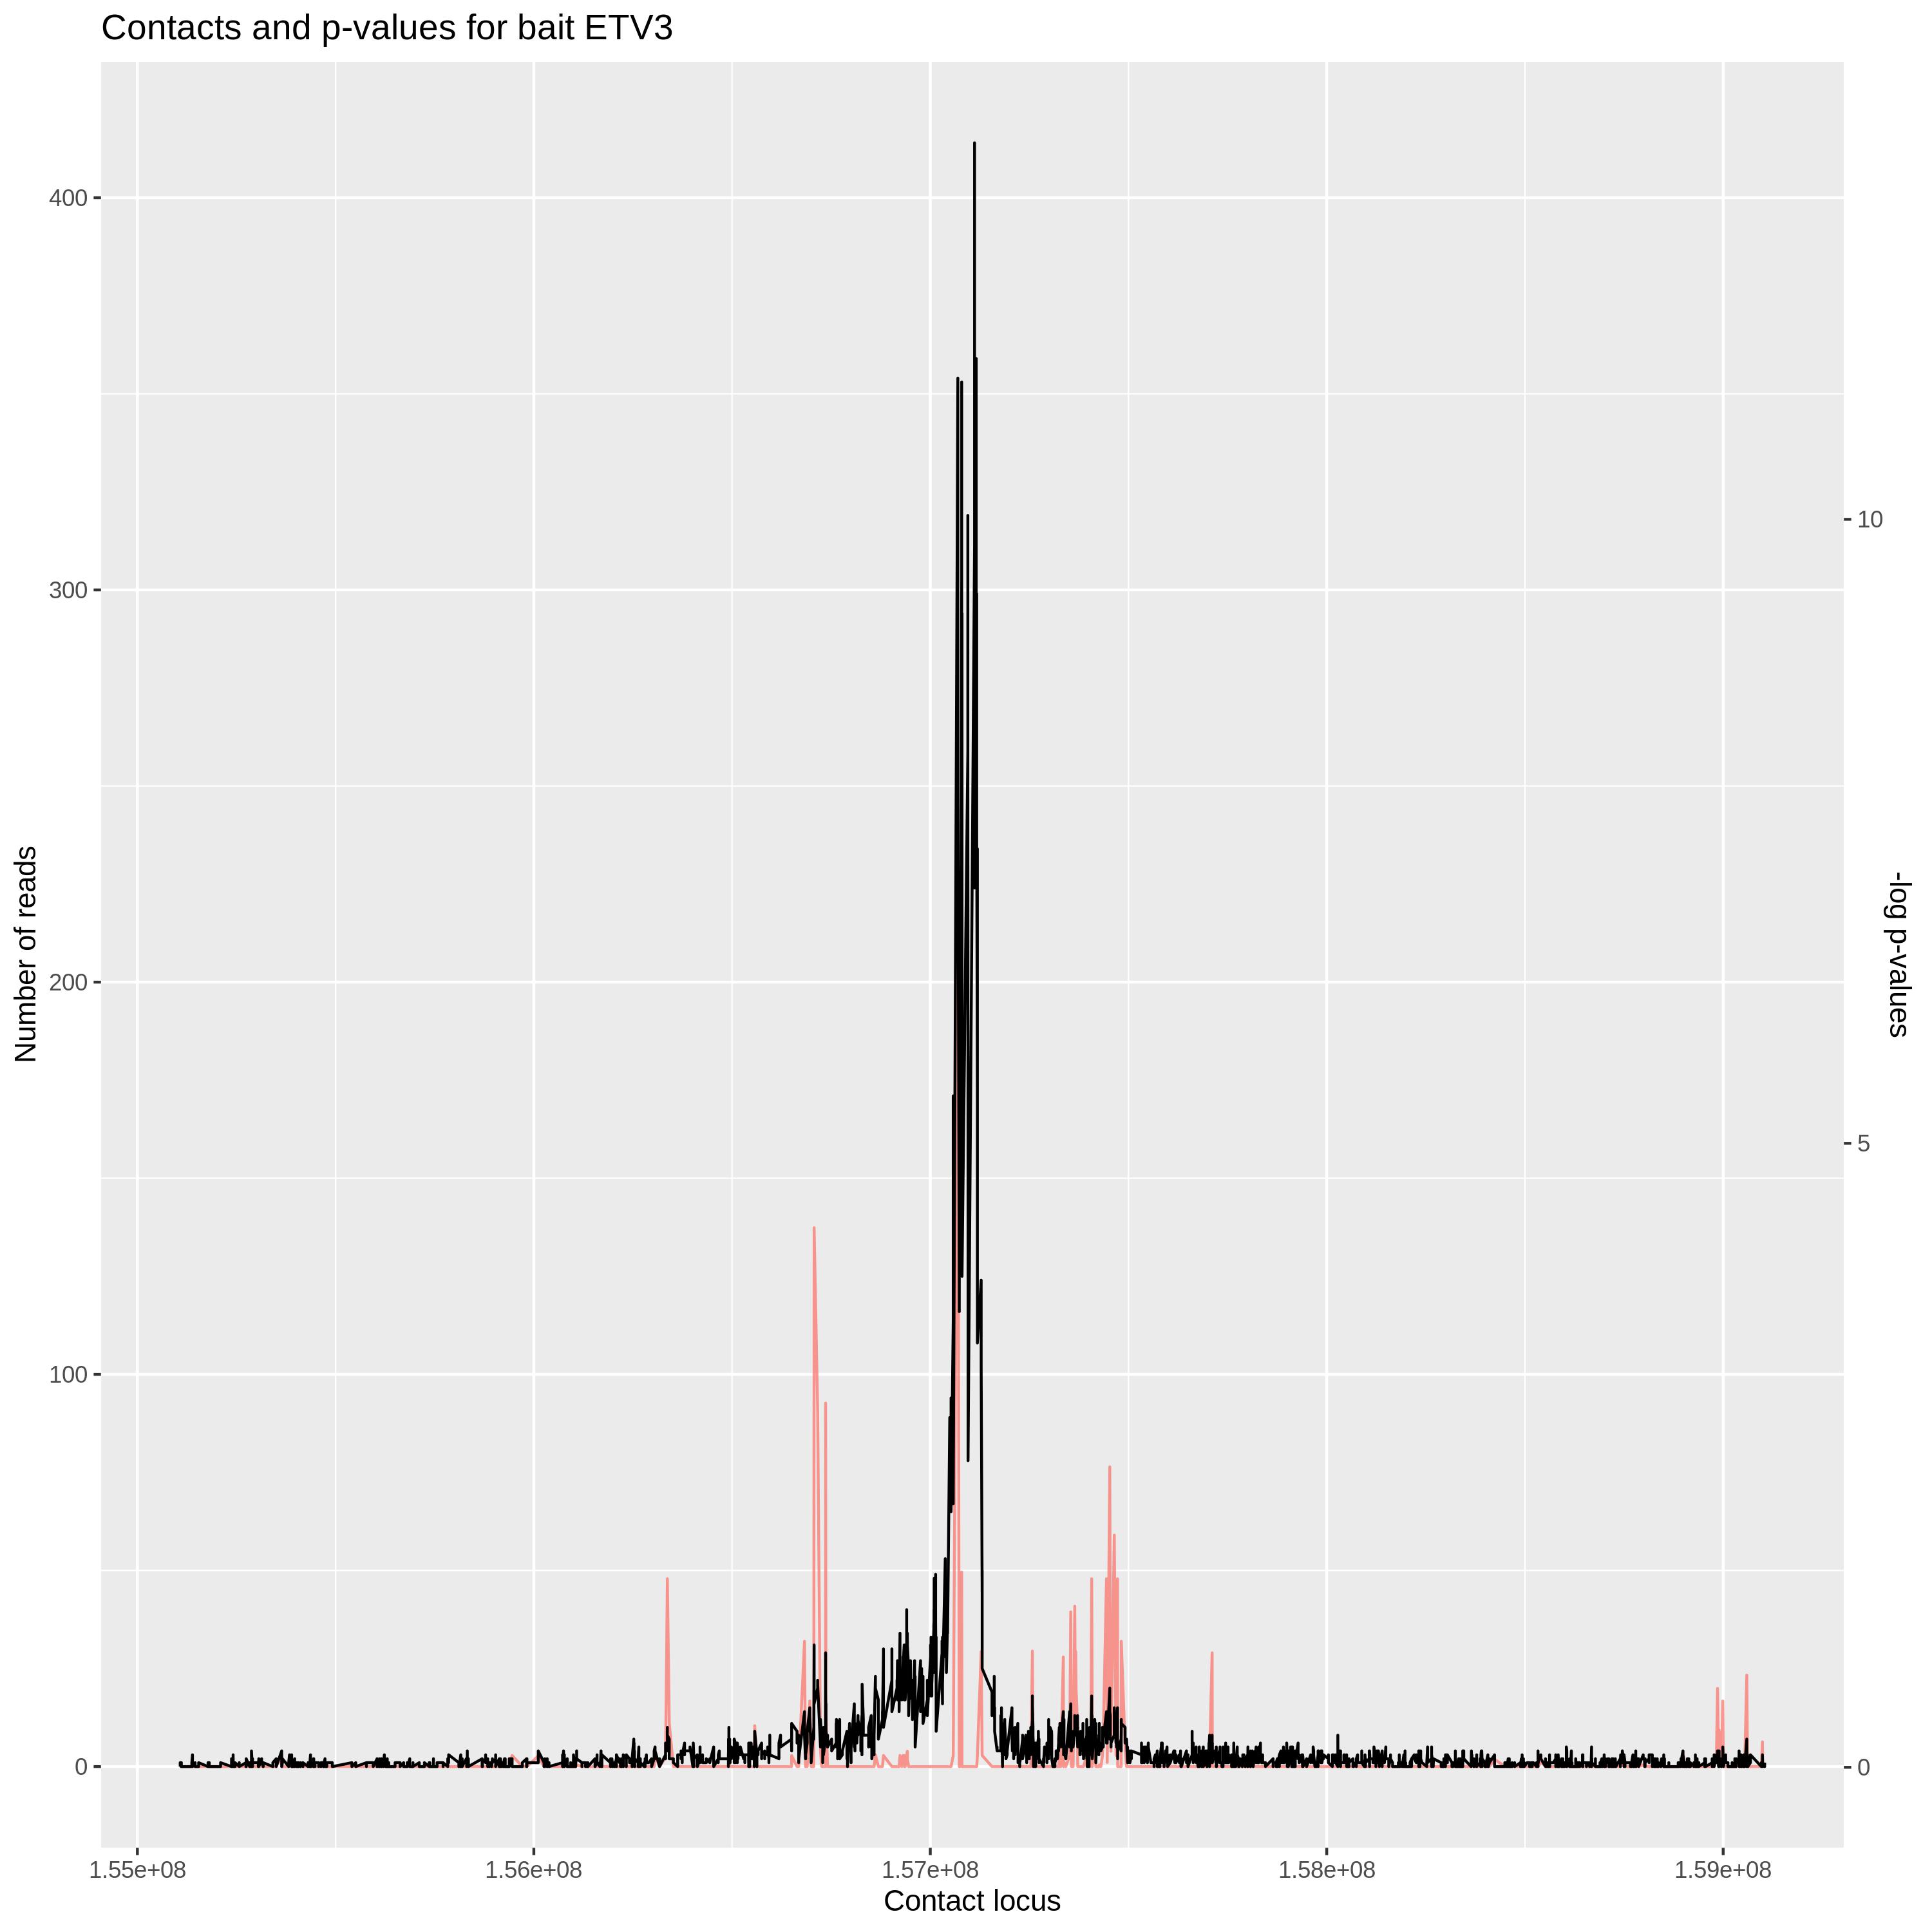 Contacts and p-values for bait ETV3
400
300
200
100
0
Number of reads
10
5
0
-log p-values
1.55e+08
1.56e+08
1.57e+08
1.58e+08
1.59e+08
Contact locus